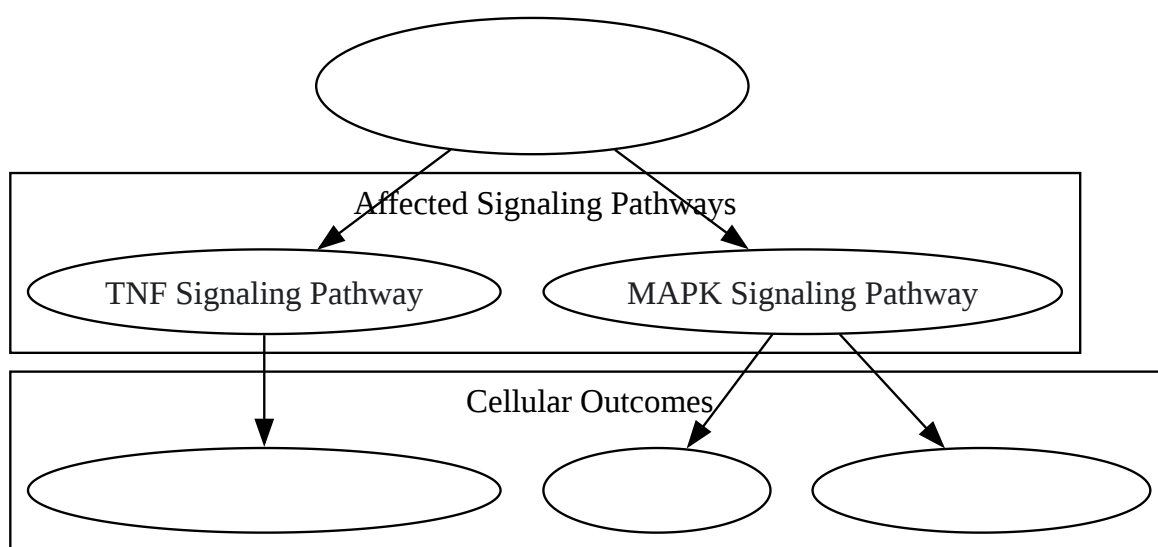 Affected Signaling Pathways
TNF Signaling Pathway
MAPK Signaling Pathway
Cellular Outcomes